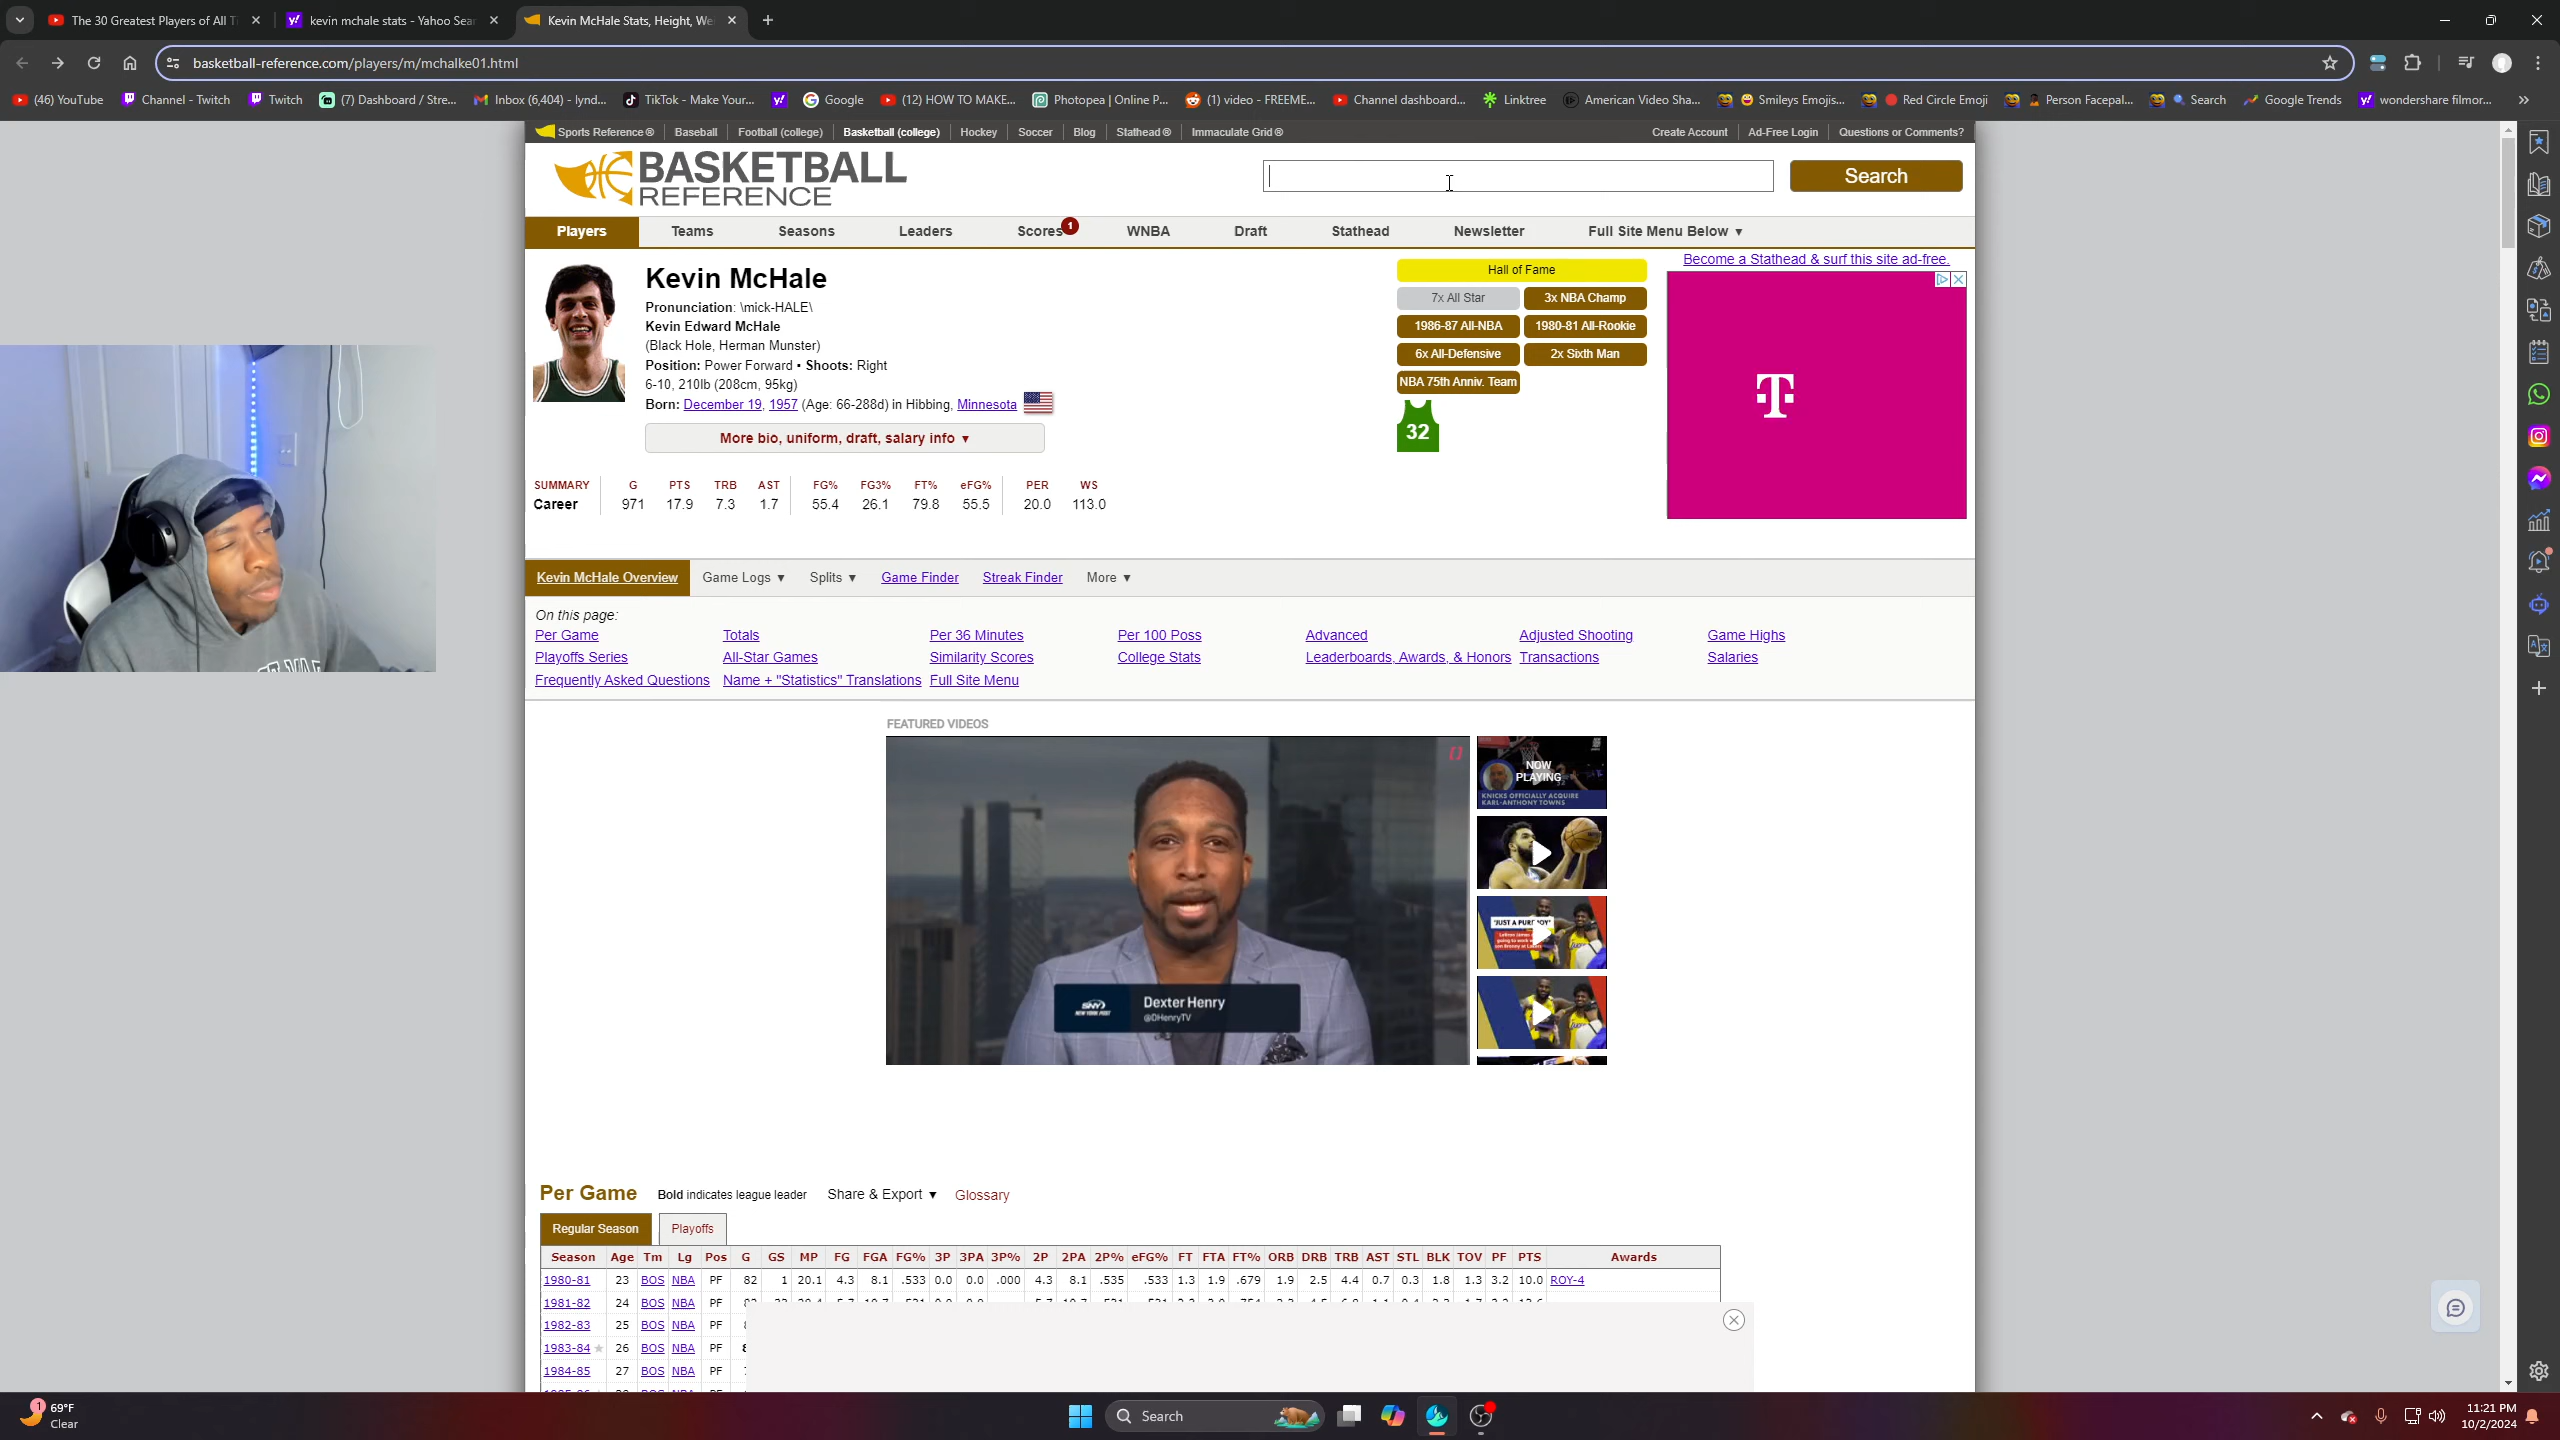 The 30 Greatest Players of All T
kevin mchale stats - Yahoo Sear
Kevin McHale Stats, Height, We
basketball-reference.com/players/m/mchalke01.html
(46) YouTube
Channel - Twitch
Twitch
(7) Dashboard / Stre...
Inbox (6,404) - lynd...
TikTok - Make Your...
Google
(12) HOW TO MAKE...
Photopea | Online P...
(1) video - FREEME...
Channel dashboard...
Linktree
American Video Sha...
Smileys Emojis...
Red Circle Emoji
Person Facepal...
Search
Google Trends
wondershare filmor...
Sports Reference ®
Baseball
Football (college)
Basketball (college)
Hockey
Soccer
Blog
Stathead ®
Immaculate Grid ®
Create Account
Ad-Free Login
Questions or Comments?
BASKETBALL
REFERENCE
Search
Players
Teams
Seasons
Leaders
Scores
1
WNBA
Draft
Stathead
Newsletter
Full Site Menu Below ▼
Kevin McHale
Pronunciation: \mick-HALE\
Kevin Edward McHale
(Black Hole, Herman Munster)
Position: Power Forward • Shoots: Right
6-10, 210lb (208cm, 95kg)
Born: December 19, 1957 (Age: 66-288d) in Hibbing, Minnesota
More bio, uniform, draft, salary info ▼
Hall of Fame
7x All Star
3x NBA Champ
1986-87 All-NBA
1980-81 All-Rookie
6x All-Defensive
2x Sixth Man
NBA 75th Anniv. Team
32
Become a Stathead & surf this site ad-free.
T
SUMMARY G PTS TRB AST FG% FG3% FT% eFG% PER WS
Career 971 17.9 7.3 1.7 55.4 26.1 79.8 55.5 20.0 113.0
Kevin McHale Overview
Game Logs ▼
Splits ▼
Game Finder
Streak Finder
More ▼
On this page:
Per Game Totals Per 36 Minutes Per 100 Poss Advanced Adjusted Shooting Game Highs
Playoffs Series All-Star Games Similarity Scores College Stats Leaderboards, Awards, & Honors Transactions Salaries
Frequently Asked Questions Name + "Statistics" Translations Full Site Menu
FEATURED VIDEOS
SNY
NEW YORK POST
Dexter Henry
@DHenryTV
NOW
PLAYING
KNICKS OFFICIALLY ACQUIRE
KARL-ANTHONY TOWNS
"JUST A PURE JOY"
Per Game
Bold indicates league leader
Share & Export ▼
Glossary
Regular Season
Playoffs
Season Age Tm Lg Pos G GS MP FG FGA FG% 3P 3PA 3P% 2P 2PA 2P% eFG% FT FTA FT% ORB DRB TRB AST STL BLK TOV PF PTS Awards
1980-81 23 BOS NBA PF 82 1 20.1 4.3 8.1 .533 0.0 0.0 .000 4.3 8.1 .535 .533 1.3 1.9 .679 1.9 2.5 4.4 0.7 0.3 1.8 1.3 3.2 10.0 ROY-4
1981-82 24 BOS NBA PF
1982-83 25 BOS NBA PF
1983-84 26 BOS NBA PF
1984-85 27 BOS NBA PF
1
69°F
Clear
Search
11:21 PM
10/2/2024